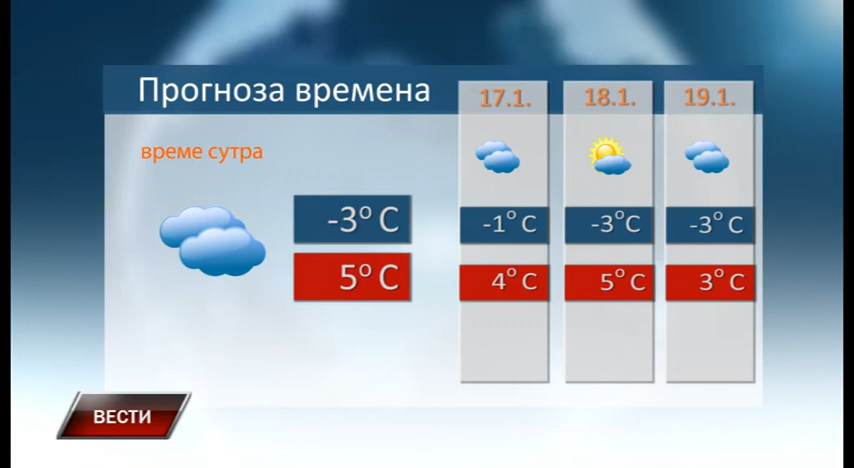 Прогноза времена
време сутра
-3° C
5° C
17.1. 18.1. 19.1.
-1° C -3°C -3° C
4° C 5° C 3° C
ВЕСТИ